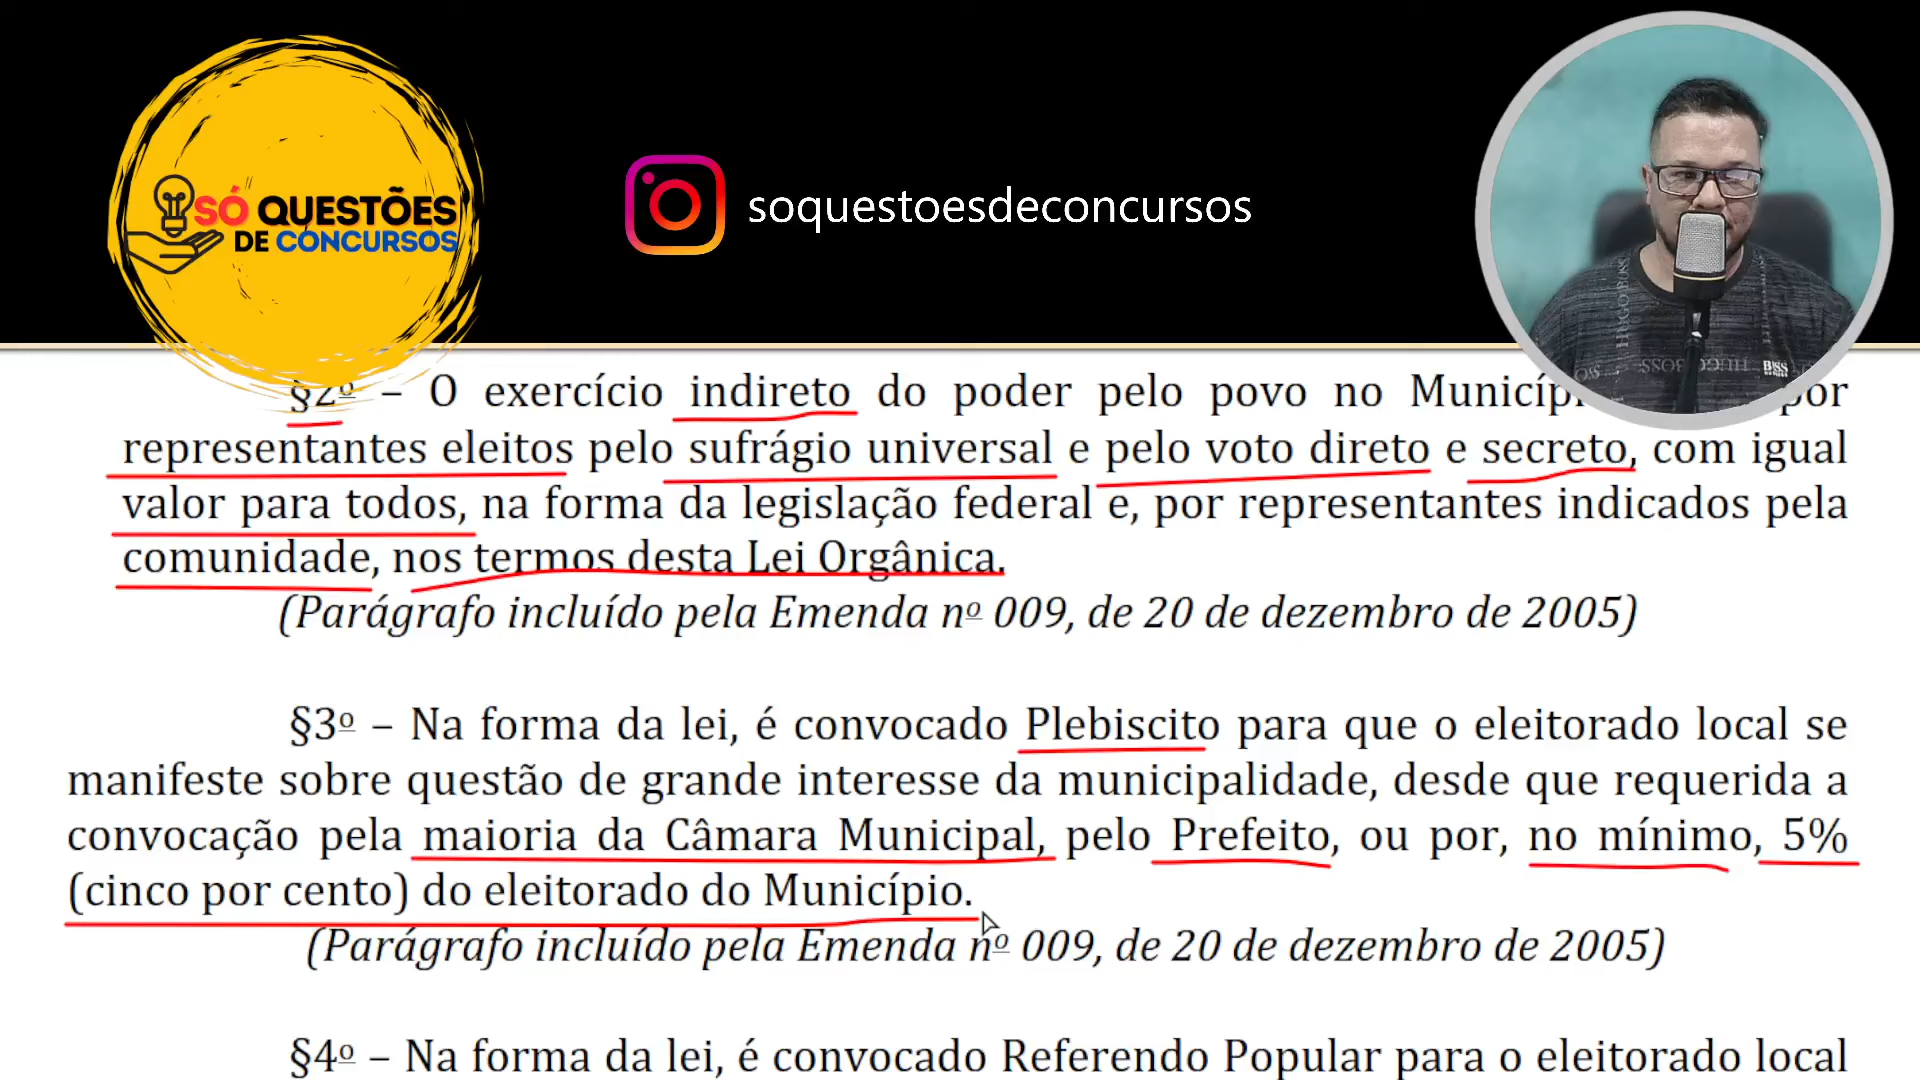 SÓ QUESTÕES
DE CONCURSOS
soquestoesdeconcursos
HUGO BOSS
BOSS
§2º – O exercício indireto do poder pelo povo no por
representantes eleitos pelo sufrágio universal e pelo voto direto e secreto, com igual
valor para todos, na forma da legislação federal e, por representantes indicados pela
comunidade, nos termos desta Lei Orgânica.
(Parágrafo incluído pela Emenda nº 009, de 20 de dezembro de 2005)
§3º – Na forma da lei, é convocado Plebiscito para que o eleitorado local se
manifeste sobre questão de grande interesse da municipalidade, desde que requerida a
convocação pela maioria da Câmara Municipal, pelo Prefeito, ou por, no mínimo, 5%
(cinco por cento) do eleitorado do Município.
(Parágrafo incluído pela Emenda nº 009, de 20 de dezembro de 2005)
§4º – Na forma da lei, é convocado Referendo Popular para o eleitorado local